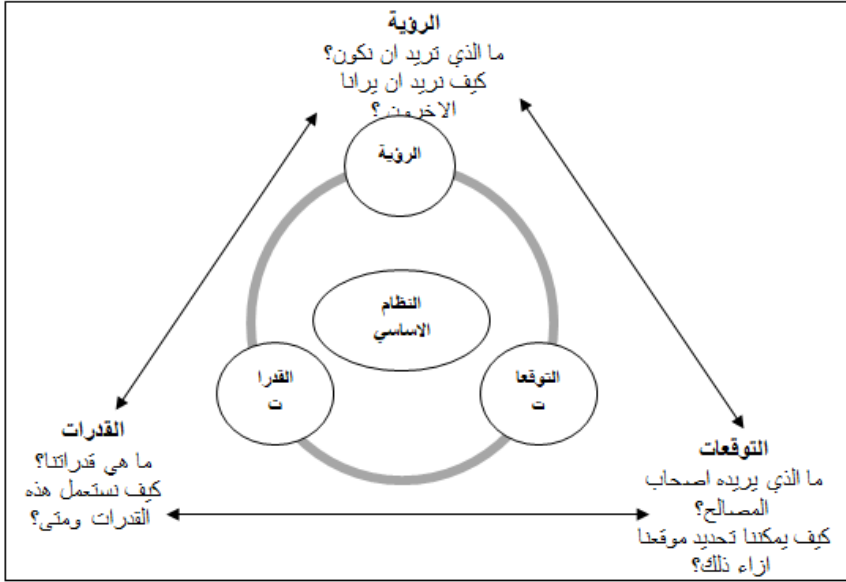 الرؤية
ما الذي تريد ان نكون؟
كيف نريد ان يرانا
الاخرون؟
الرؤية
النظام
الاساسي
القدرا
ت
التوقعا
ت
القدرات
ما هي قدراتنا؟
كيف نستعمل هذه
القدرات ومتى؟
التوقعات
ما الذي يريده اصحاب
المصالح؟
كيف يمكننا تحديد موقعنا
ازاء ذلك؟